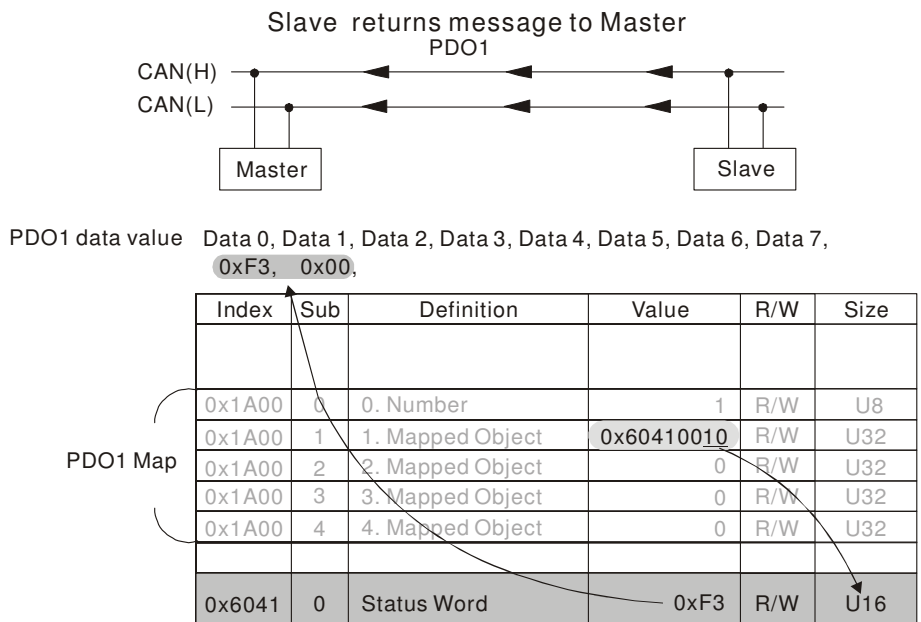 Slave returns message to Master
PDO1
CAN(H)
CAN(L)
Master
Slave
PDO1 data value Data 0, Data 1, Data 2, Data 3, Data 4, Data 5, Data 6, Data 7,
0xF3, 0x00,
Index Sub Definition Value R/W Size
0x1A00 0 0. Number 1 R/W U8
0x1A00 1 1. Mapped Object 0x60410010 R/W U32
PDO1 Map
0x1A00 2 2. Mapped Object 0 R/W U32
0x1A00 3 3. Mapped Object 0 R/W U32
0x1A00 4 4. Mapped Object 0 R/W U32
0x6041 0 Status Word 0xF3 R/W U16